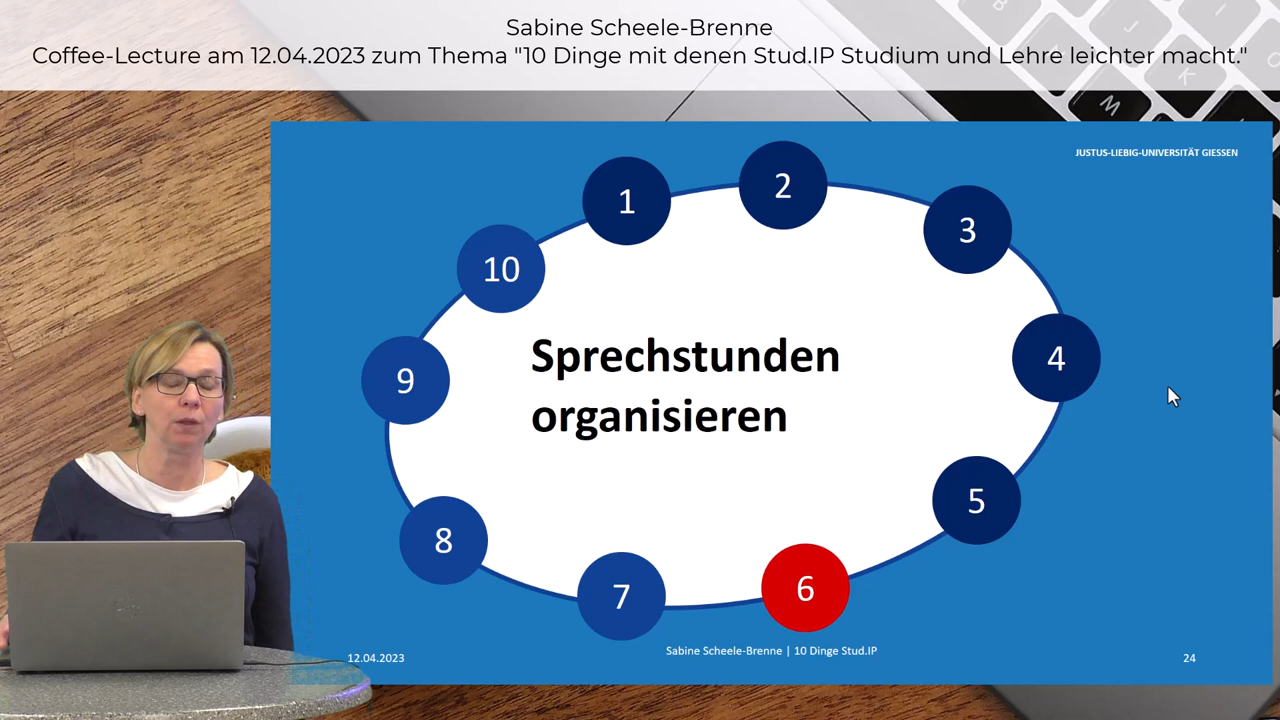 Sabine Scheele-Brenne
Coffee-Lecture am 12.04.2023 zum Thema "10 Dinge mit denen Stud.IP Studium und Lehre leichter macht."
JUSTUS-LIEBIG-UNIVERSITÄT GIESSEN
1
2
3
4
5
6
7
8
9
10
Sprechstunden
organisieren
12.04.2023
Sabine Scheele-Brenne | 10 Dinge Stud.IP
24
B
J
I
K
M